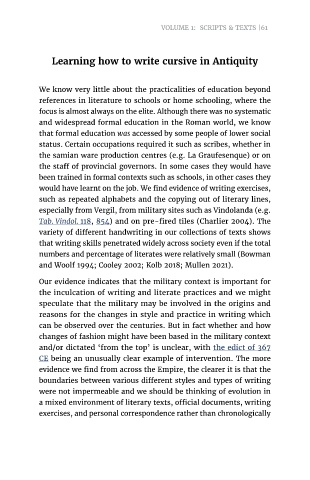 VOLUME 1: SCRIPTS & TEXTS |61
Learning how to write cursive in Antiquity
We know very little about the practicalities of education beyond
references in literature to schools or home schooling, where the
focus is almost always on the elite. Although there was no systematic
and widespread formal education in the Roman world, we know
that formal education was accessed by some people of lower social
status. Certain occupations required it such as scribes, whether in
the samian ware production centres (e.g. La Graufesenque) or on
the staff of provincial governors. In some cases they would have
been trained in formal contexts such as schools, in other cases they
would have learnt on the job. We find evidence of writing exercises,
such as repeated alphabets and the copying out of literary lines,
especially from Vergil, from military sites such as Vindolanda (e.g.
Tab. Vindol. 118, 854) and on pre-fired tiles (Charlier 2004). The
variety of different handwriting in our collections of texts shows
that writing skills penetrated widely across society even if the total
numbers and percentage of literates were relatively small (Bowman
and Woolf 1994; Cooley 2002; Kolb 2018; Mullen 2021).
Our evidence indicates that the military context is important for
the inculcation of writing and literate practices and we might
speculate that the military may be involved in the origins and
reasons for the changes in style and practice in writing which
can be observed over the centuries. But in fact whether and how
changes of fashion might have been based in the military context
and/or dictated ‘from the top’ is unclear, with the edict of 367
CE being an unusually clear example of intervention. The more
evidence we find from across the Empire, the clearer it is that the
boundaries between various different styles and types of writing
were not impermeable and we should be thinking of evolution in
a mixed environment of literary texts, official documents, writing
exercises, and personal correspondence rather than chronologically